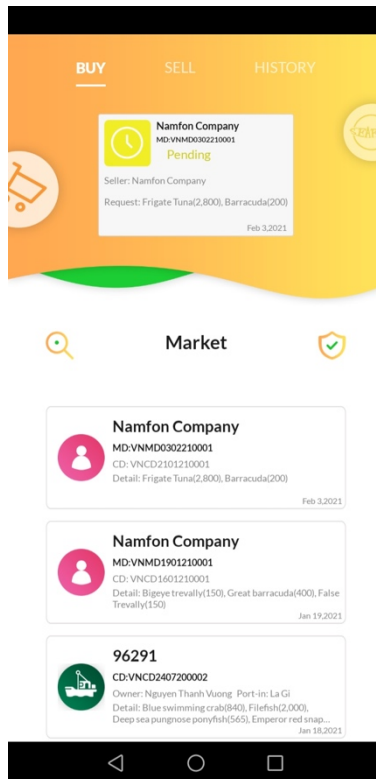 BUY SELL HISTORY
Namfon Company
MD:VNMD0302210001
Pending
Seller: Namfon Company
Request: Frigate Tuna(2,800), Barracuda(200)
Feb 3,2021
Market
Namfon Company
MD:VNMD0302210001
CD: VNCD2101210001
Detail: Frigate Tuna(2,800), Barracuda(200)
Feb 3,2021
Namfon Company
MD:VNMD1901210001
CD: VNCD1601210001
Detail: Bigeye trevally(150), Great barracuda(400), False
Trevally(150)
Jan 19,2021
96291
CD:VNCD2407200002
Owner: Nguyen Thanh Vuong Port-in: La Gi
Detail: Blue swimming crab(840), Filefish(2,000),
Deep sea pungnose ponyfish(565), Emperor red snap...
Jan 18,2021